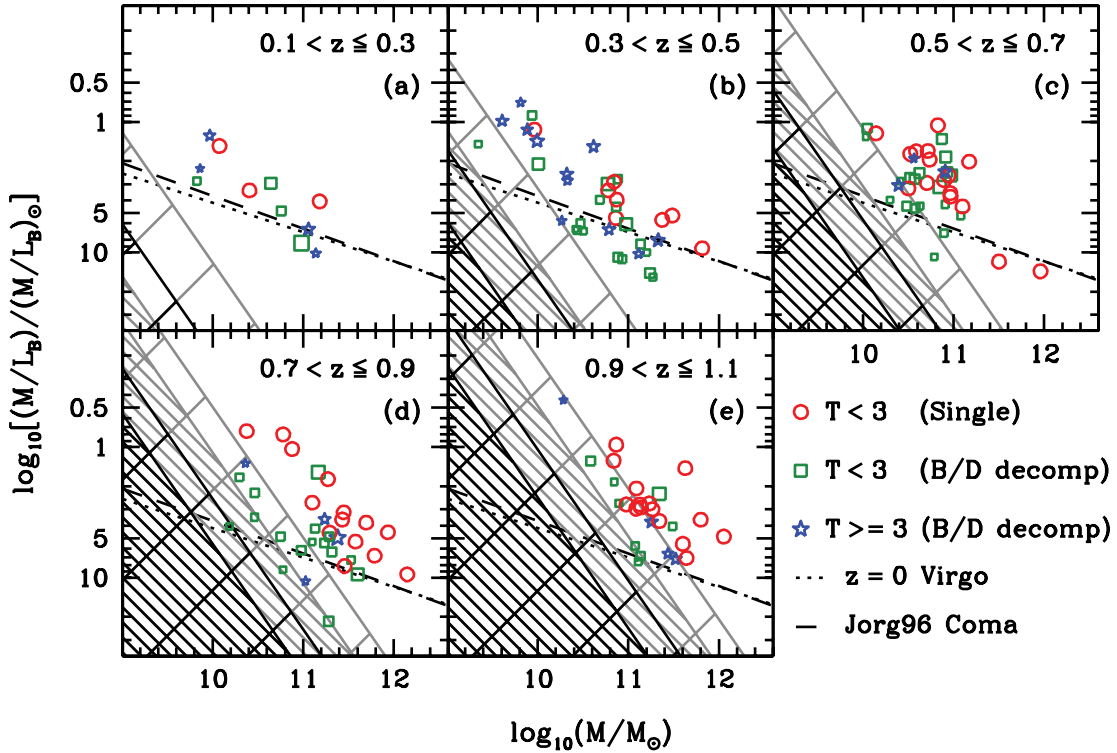 0.1 < z ≦ 0.3
(a)
0.3 < z ≦ 0.5
(b)
0.5 < z ≦ 0.7
(c)
0.5
1
5
10
10 11 12
0.7 < z ≦ 0.9
(d)
0.9 < z ≦ 1.1
(e)
0.5
1
5
10
10 11 12
10 11 12
log₁₀[(M/L_B)/(M/L_B)⊙]
log₁₀(M/M⊙)
T < 3 (Single)
T < 3 (B/D decomp)
T >= 3 (B/D decomp)
z = 0 Virgo
Jorg96 Coma